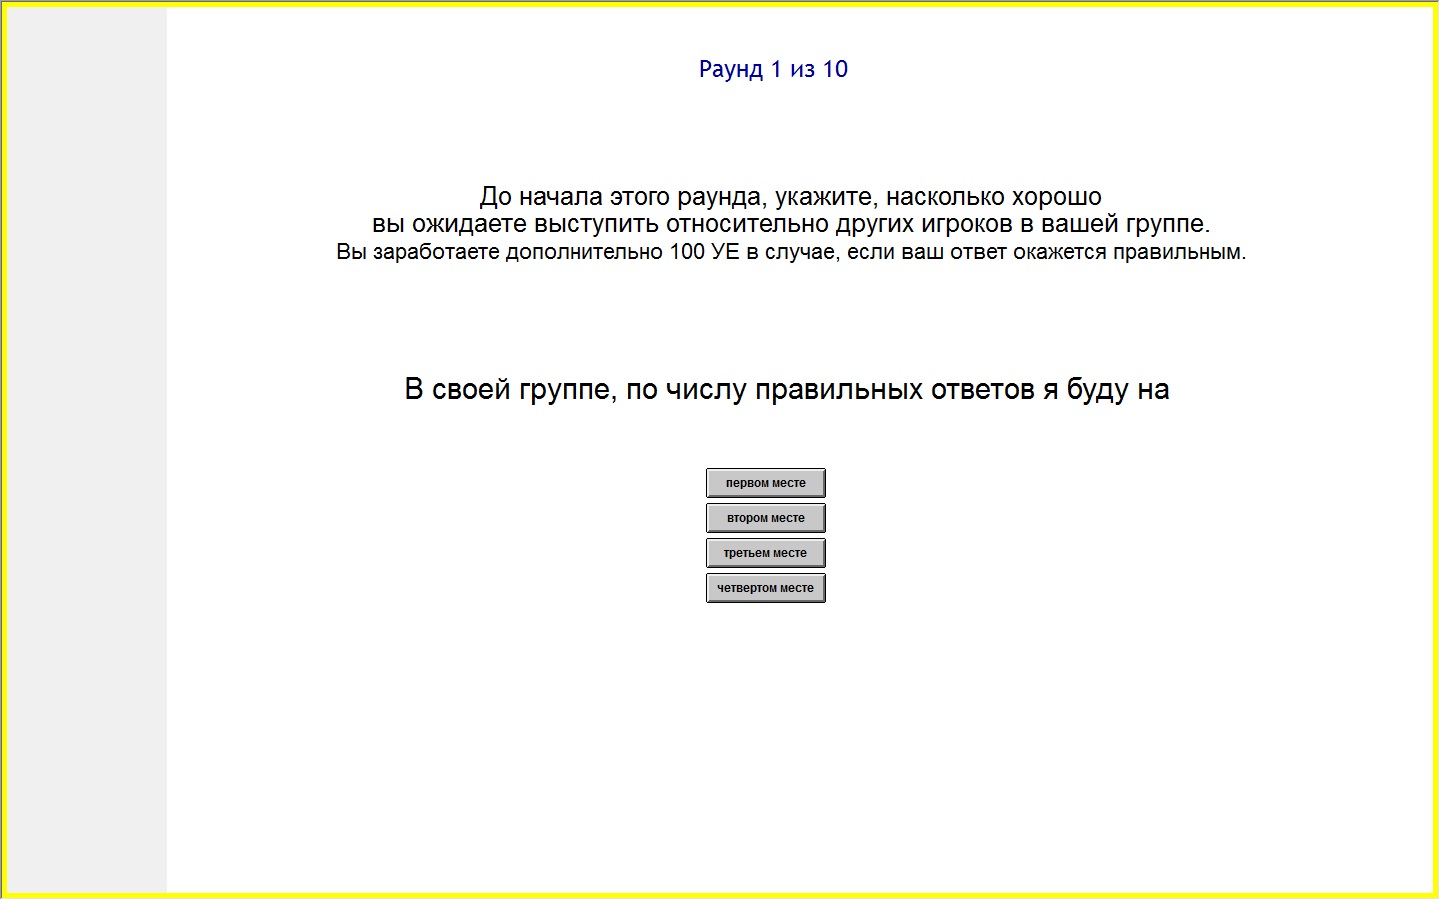 Раунд 1 из 10
До начала этого раунда, укажите, насколько хорошо
вы ожидаете выступить относительно других игроков в вашей группе.
Вы заработаете дополнительно 100 УЕ в случае, если ваш ответ окажется правильным.
В своей группе, по числу правильных ответов я буду на
первом месте
втором месте
третьем месте
четвертом месте